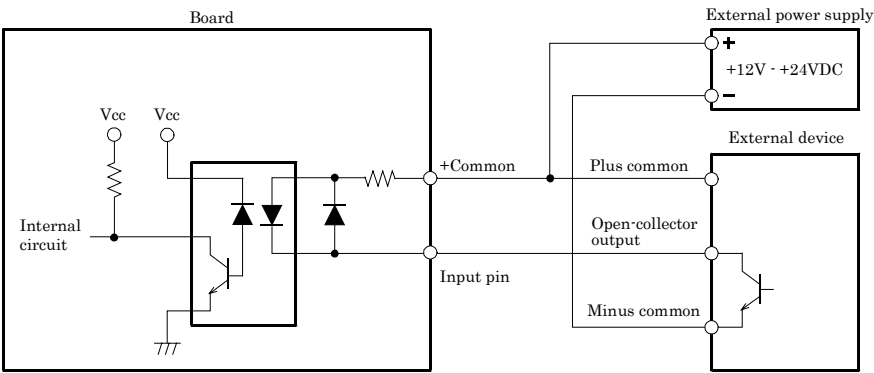 Board
External power supply
+
+12V - +24VDC
−
Vcc
Vcc
External device
+Common
Plus common
Internal
circuit
Open-collector
output
Input pin
Minus common